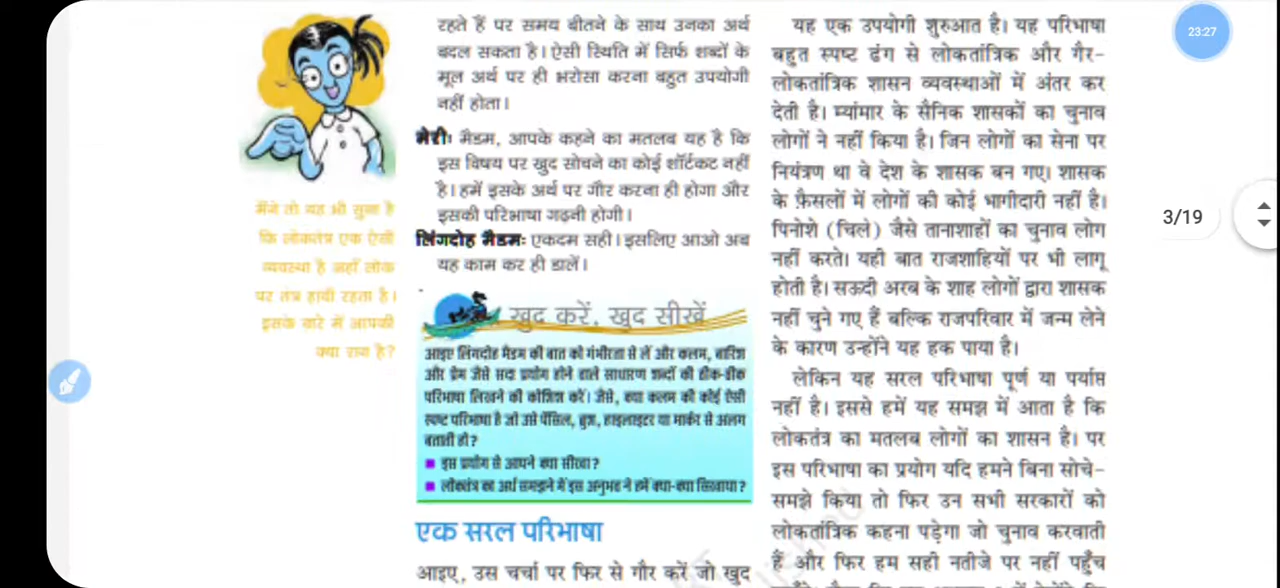 रहते हैं पर समय बीतने के साथ उनका अर्थ
बदल सकता है। ऐसी स्थिति में सिर्फ शब्दों के
मूल अर्थ पर ही भरोसा करना बहुत उपयोगी
नहीं होता।
मेरी: मैडम, आपके कहने का मतलब यह है कि
इस विषय पर खुद सोचने का कोई शॉर्टकट नहीं
है। हमें इसके अर्थ पर गौर करना ही होगा और
इसकी परिभाषा गढ़नी होगी।
लिंगदोह मैडम: एकदम सही। इसलिए आओ अब
यह काम कर ही डालें।
मैंने तो यह भी सुना है
कि लोकतंत्र एक ऐसी
व्यवस्था है जहाँ लोक
पर तंत्र हावी रहता है।
इसके बारे में आपकी
क्या राय है?
खुद करें, खुद सीखें
आइए लिंगदोह मैडम की बात को गंभीरता से लें और कलम, बारिश
और प्रेम जैसे सदा प्रयोग होने वाले साधारण शब्दों की ठीक-ठीक
परिभाषा लिखने की कोशिश करें। जैसे, क्या कलम की कोई ऐसी
स्पष्ट परिभाषा है जो उसे पेंसिल, ब्रुश, हाइलाइटर या मार्कर से अलग
बताती हो?
■ इस प्रयोग से आपने क्या सीखा?
■ लोकतंत्र का अर्थ समझने में इस अनुभव ने हमें क्या-क्या सिखाया?
एक सरल परिभाषा
आइए, उस चर्चा पर फिर से गौर करें जो खुद
यह एक उपयोगी शुरुआत है। यह परिभाषा
बहुत स्पष्ट ढंग से लोकतांत्रिक और गैर-
लोकतांत्रिक शासन व्यवस्थाओं में अंतर कर
देती है। म्यांमार के सैनिक शासकों का चुनाव
लोगों ने नहीं किया है। जिन लोगों का सेना पर
नियंत्रण था वे देश के शासक बन गए। शासक
के फ़ैसलों में लोगों की कोई भागीदारी नहीं है।
पिनोशे (चिले) जैसे तानाशाहों का चुनाव लोग
नहीं करते। यही बात राजशाहियों पर भी लागू
होती है। सऊदी अरब के शाह लोगों द्वारा शासक
नहीं चुने गए हैं बल्कि राजपरिवार में जन्म लेने
के कारण उन्होंने यह हक पाया है।
लेकिन यह सरल परिभाषा पूर्ण या पर्याप्त
नहीं है। इससे हमें यह समझ में आता है कि
लोकतंत्र का मतलब लोगों का शासन है। पर
इस परिभाषा का प्रयोग यदि हमने बिना सोचे-
समझे किया तो फिर उन सभी सरकारों को
लोकतांत्रिक कहना पड़ेगा जो चुनाव करवाती
हैं और फिर हम सही नतीजे पर नहीं पहुँच
23:27
3/19